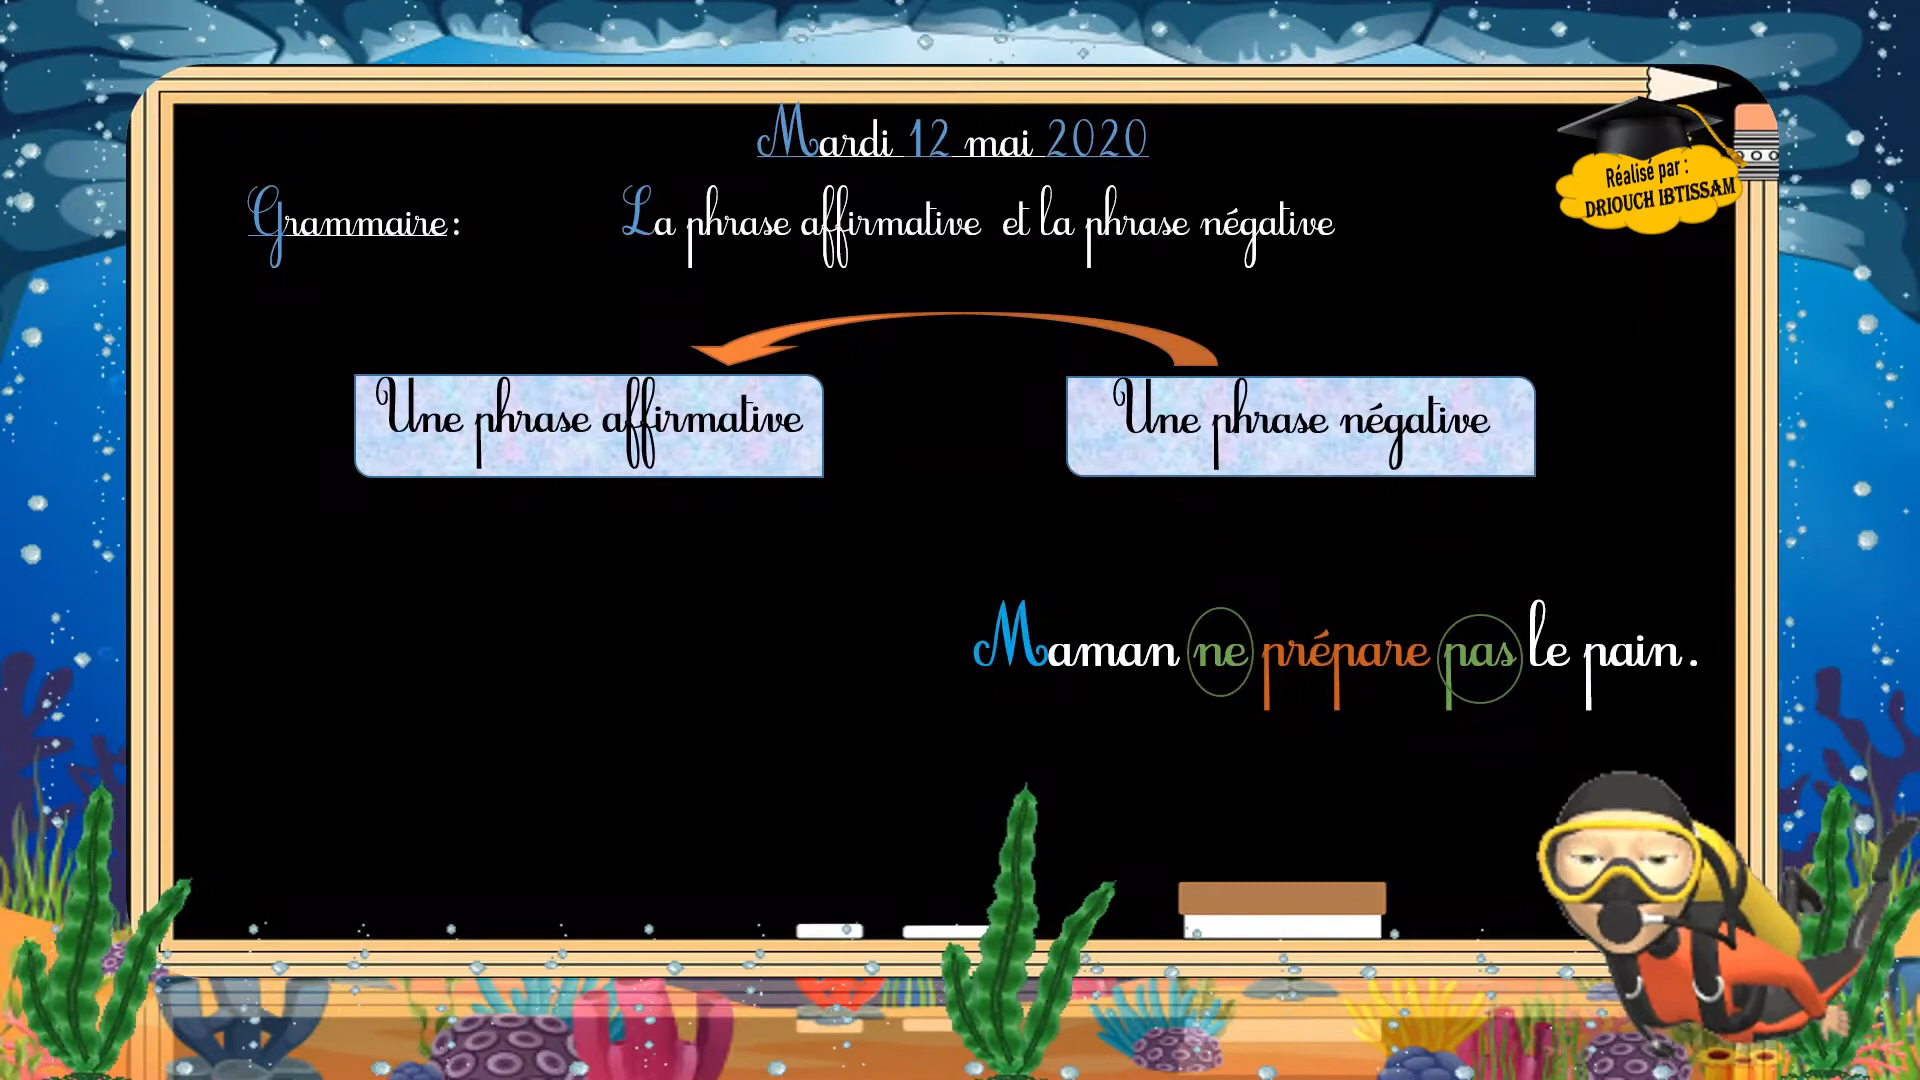 Mardi 12 mai 2020
Réalisé par :
DRIOUCH IBTISSAM
Grammaire : La phrase affirmative et la phrase négative
Une phrase affirmative
Une phrase négative
Maman ne prépare pas le pain.